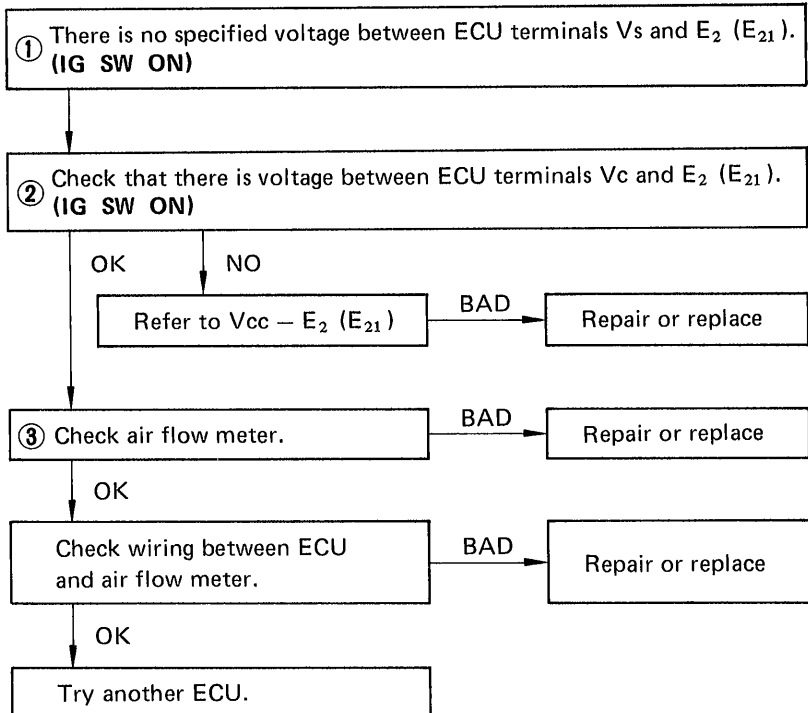 ① There is no specified voltage between ECU terminals Vs and E₂ (E₂₁).
(IG SW ON)
② Check that there is voltage between ECU terminals Vc and E₂ (E₂₁).
(IG SW ON)
OK
NO
Refer to Vcc – E₂ (E₂₁)
BAD
Repair or replace
③ Check air flow meter.
BAD
Repair or replace
OK
Check wiring between ECU
and air flow meter.
BAD
Repair or replace
OK
Try another ECU.